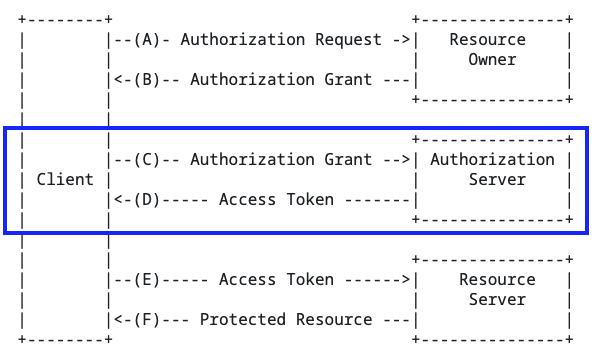 +--------+                               +---------------+
|        |--(A)- Authorization Request ->|   Resource    |
|        |                               |     Owner     |
|        |<-(B)-- Authorization Grant ---|               |
|        |                               +---------------+
|        |
|        |                               +---------------+
|        |--(C)-- Authorization Grant -->| Authorization |
| Client |                               |     Server    |
|        |<-(D)----- Access Token -------|               |
|        |                               +---------------+
|        |
|        |                               +---------------+
|        |--(E)----- Access Token ------>|    Resource   |
|        |                               |     Server    |
|        |<-(F)--- Protected Resource ---|               |
+--------+                               +---------------+